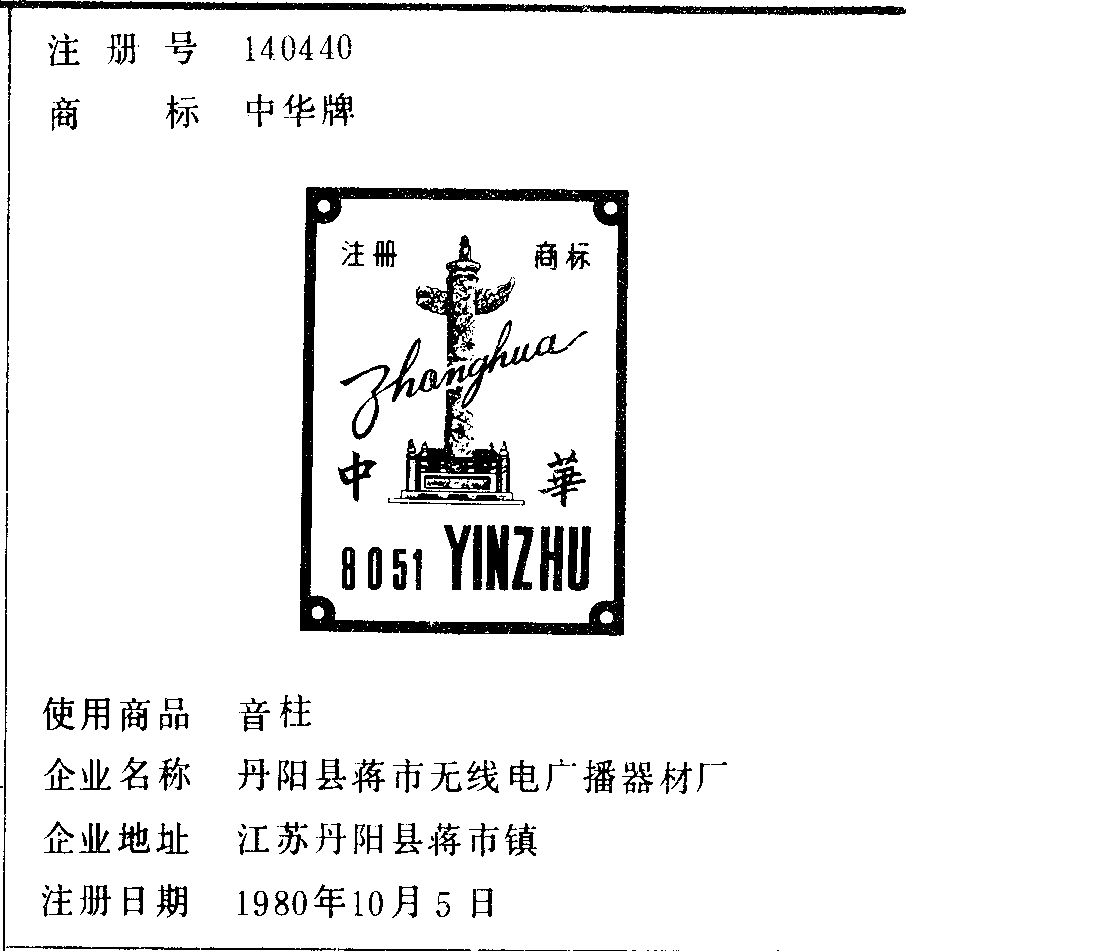 注册号 140440
商标 中华牌
注册 商标
Zhonghua
中 華
8051 YINZHU
使用商品 音柱
企业名称 丹阳县蒋市无线电广播器材厂
企业地址 江苏丹阳县蒋市镇
注册日期 1980年10月5日